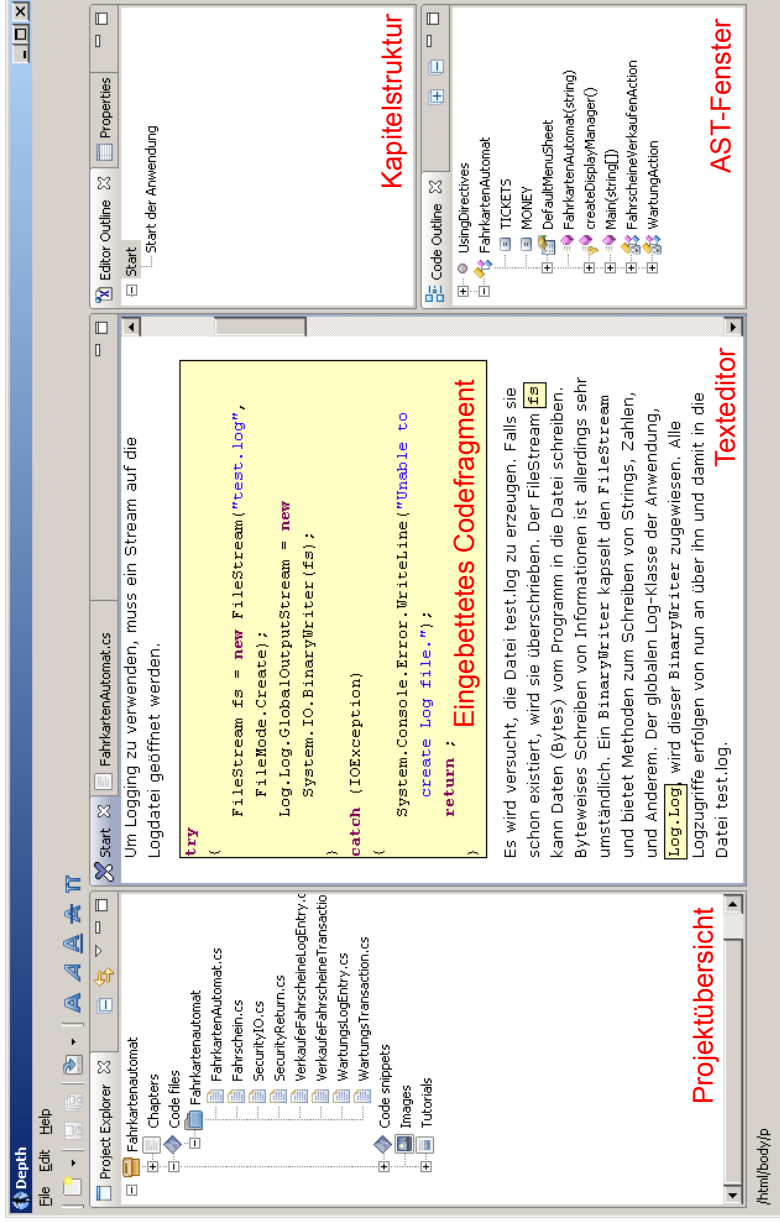 Depth
File Edit Help
Project Explorer
Fahrkartenautomat
Chapters
Code files
Fahrkartenautomat
FahrkartenAutomat.cs
Fahrschein.cs
SecurityIO.cs
SecurityReturn.cs
VerkaufeFahrscheineLogEntry.c
VerkaufeFahrscheineTransactio
WartungsLogEntry.cs
WartungsTransaction.cs
Code snippets
Images
Tutorials
Projektübersicht
Start FahrkartenAutomat.cs
Um Logging zu verwenden, muss ein Stream auf die
Logdatei geöffnet werden.
try
{
FileStream fs = new FileStream("test.log",
FileMode.Create);
Log.Log.GlobalOutputStream = new
System.IO.BinaryWriter(fs);
}
catch (IOException)
{
System.Console.Error.WriteLine("Unable to
create Log file.");
return ;
}
Eingebettetes Codefragment
Es wird versucht, die Datei test.log zu erzeugen. Falls sie
schon existiert, wird sie überschrieben. Der FileStream fs
kann Daten (Bytes) vom Programm in die Datei schreiben.
Byteweises Schreiben von Informationen ist allerdings sehr
umständlich. Ein BinaryWriter kapselt den FileStream
und bietet Methoden zum Schreiben von Strings, Zahlen,
und Anderem. Der globalen Log-Klasse der Anwendung,
Log.Log, wird dieser BinaryWriter zugewiesen. Alle
Logzugriffe erfolgen von nun an über ihn und damit in die
Datei test.log.
Texteditor
Editor Outline Properties
Start
Start der Anwendung
Kapitelstruktur
Code Outline
UsingDirectives
FahrkartenAutomat
TICKETS
MONEY
DefaultMenuSheet
FahrkartenAutomat(string)
createDisplayManager()
Main(string[])
FahrscheineVerkaufenAction
WartungAction
AST-Fenster
/html/body/p